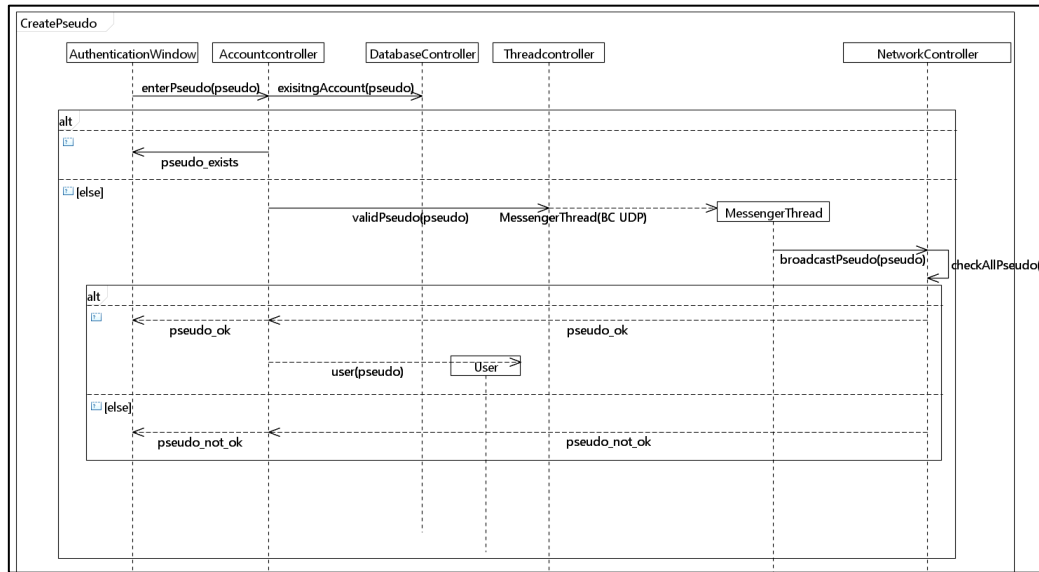 CreatePseudo
AuthenticationWindow
Accountcontroller
DatabaseController
Threadcontroller
NetworkController
enterPseudo(pseudo)
exisitngAccount(pseudo)
alt
pseudo_exists
[else]
validPseudo(pseudo)
MessengerThread(BC UDP)
MessengerThread
broadcastPseudo(pseudo)
checkAllPseudo(
alt
pseudo_ok
pseudo_ok
user(pseudo)
User
[else]
pseudo_not_ok
pseudo_not_ok